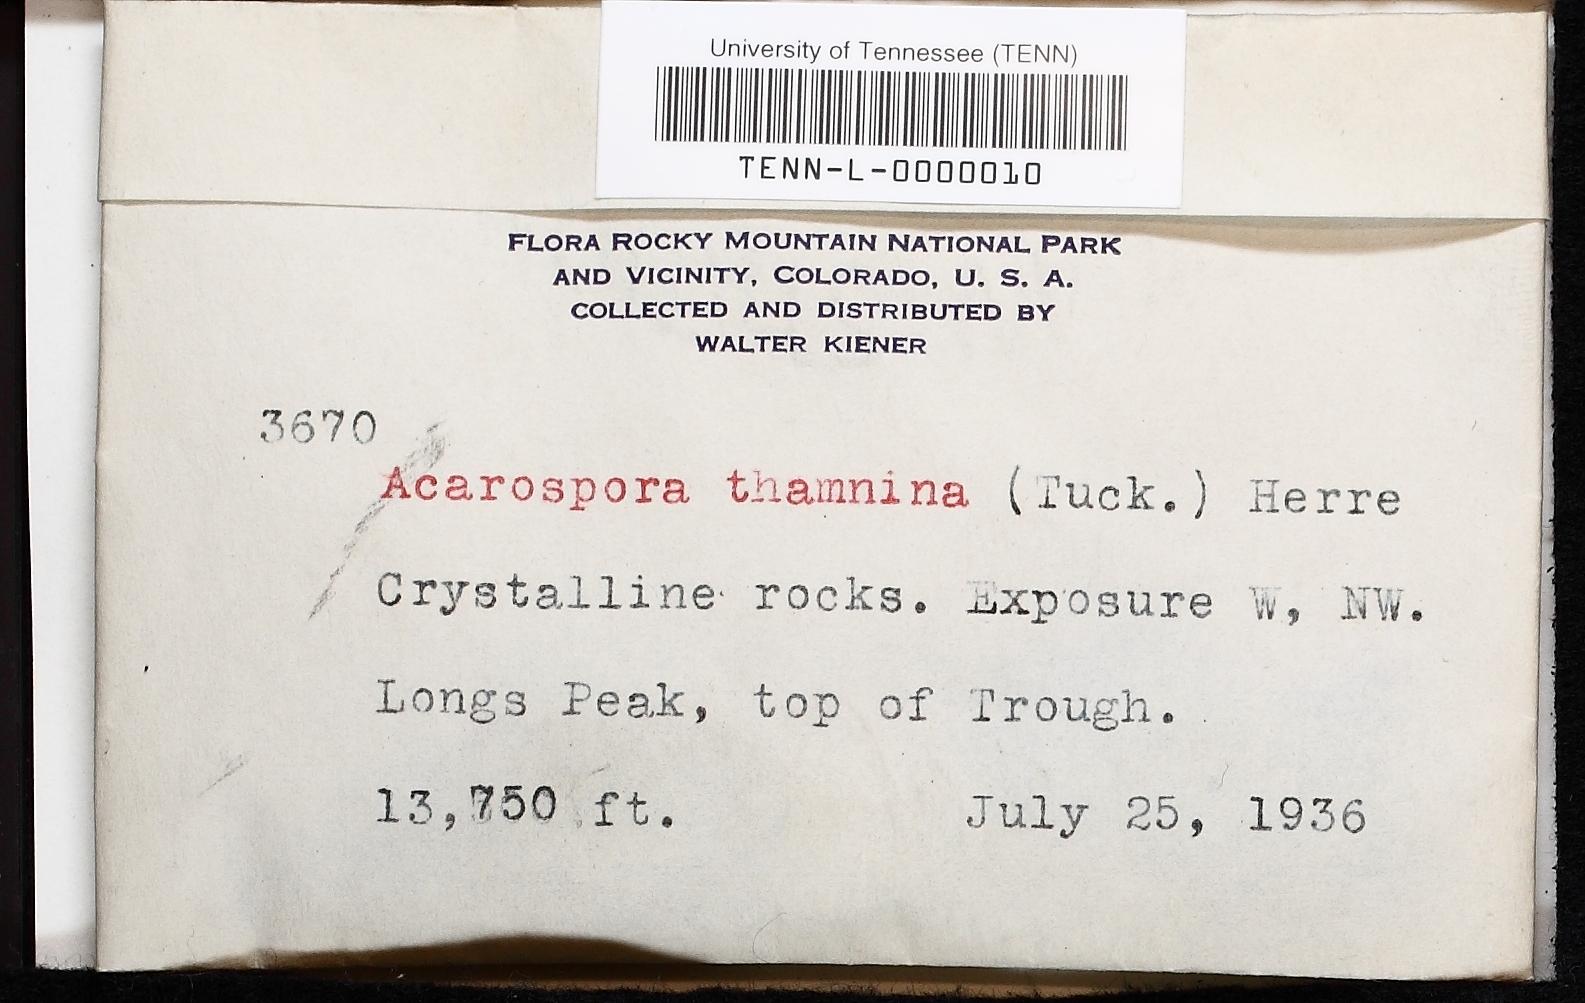 University of Tennessee (TENN)
TENN-L-0000010
FLORA ROCKY MOUNTAIN NATIONAL PARK
AND VICINITY, COLORADO, U. S. A.
COLLECTED AND DISTRIBUTED BY
WALTER KIENER
3670
Acarospora thamnina (Tuck.) Herre
Crystalline rocks. Exposure W, NW.
Longs Peak, top of Trough.
13,750 ft. July 25, 1936